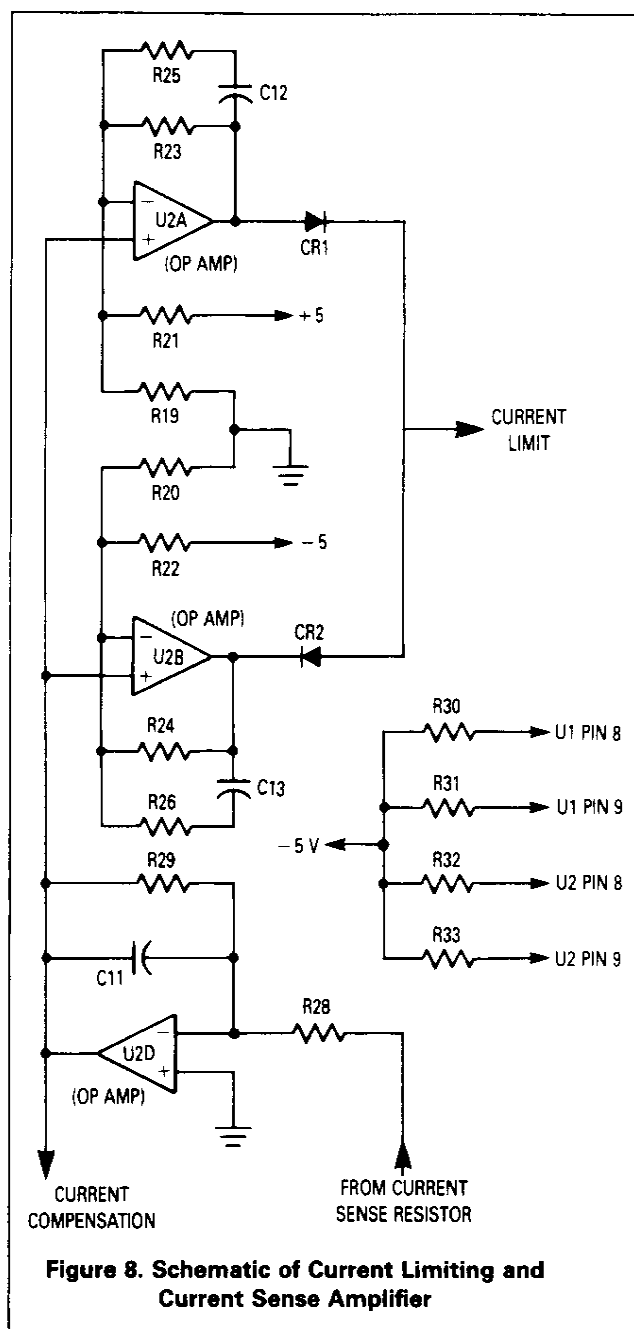 R25
C12
R23
−
U2A
+
(OP AMP)
CR1
R21
+5
R19
CURRENT
LIMIT
R20
R22
−5
(OP AMP)
−
U2B
+
CR2
R24
C13
R26
R30
U1 PIN 8
R31
U1 PIN 9
−5 V
R32
U2 PIN 8
R33
U2 PIN 9
R29
C11
R28
−
U2D
+
(OP AMP)
CURRENT
COMPENSATION
FROM CURRENT
SENSE RESISTOR
Figure 8. Schematic of Current Limiting and
Current Sense Amplifier